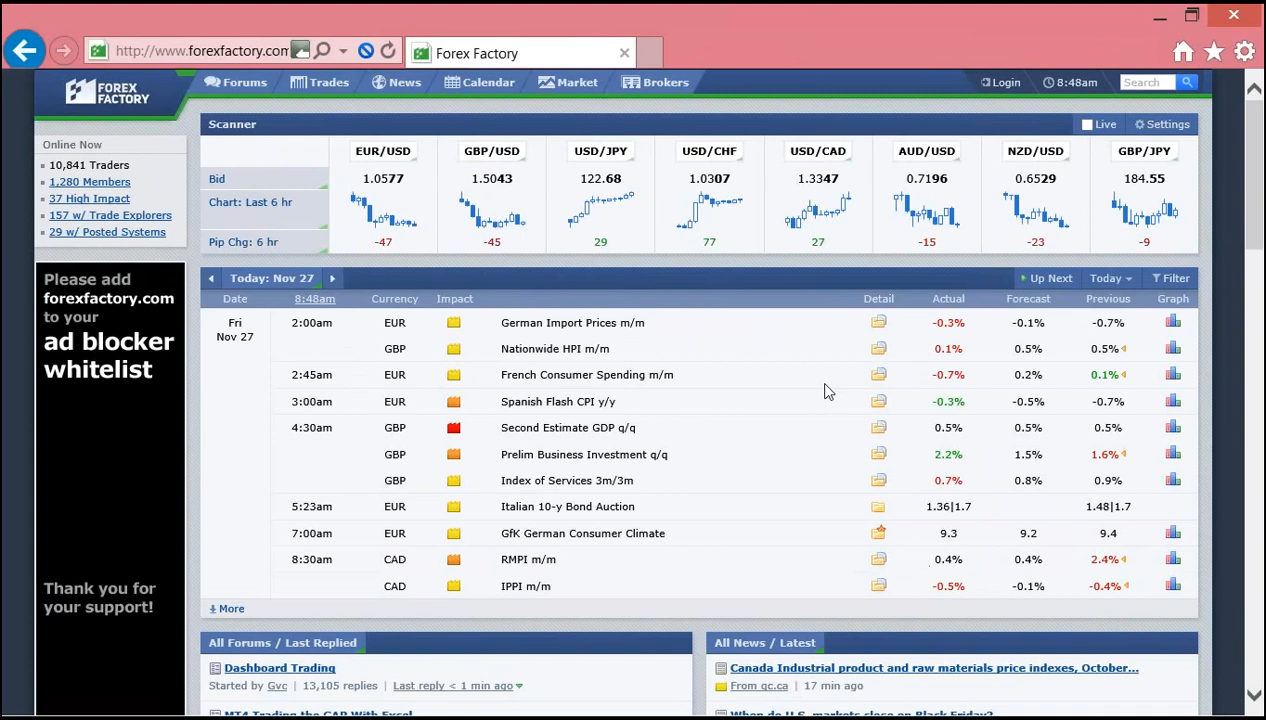 http://www.forexfactory.com
Forex Factory
FOREX FACTORY
Forums
Trades
News
Calendar
Market
Brokers
Login
8:48am
Search
Online Now
10,841 Traders
1,280 Members
37 High Impact
157 w/ Trade Explorers
29 w/ Posted Systems
Please add
forexfactory.com
to your
ad blocker
whitelist
Thank you for
your support!
Scanner
Live
Settings
EUR/USD GBP/USD USD/JPY USD/CHF USD/CAD AUD/USD NZD/USD GBP/JPY
Bid 1.0577 1.5043 122.68 1.0307 1.3347 0.7196 0.6529 184.55
Chart: Last 6 hr
Pip Chg: 6 hr -47 -45 29 77 27 -15 -23 -9
Today: Nov 27 Up Next Today Filter
Date 8:48am Currency Impact Detail Actual Forecast Previous Graph
Fri 2:00am EUR German Import Prices m/m -0.3% -0.1% -0.7%
Nov 27 GBP Nationwide HPI m/m 0.1% 0.5% 0.5%
2:45am EUR French Consumer Spending m/m -0.7% 0.2% 0.1%
3:00am EUR Spanish Flash CPI y/y -0.3% -0.5% -0.7%
4:30am GBP Second Estimate GDP q/q 0.5% 0.5% 0.5%
GBP Prelim Business Investment q/q 2.2% 1.5% 1.6%
GBP Index of Services 3m/3m 0.7% 0.8% 0.9%
5:23am EUR Italian 10-y Bond Auction 1.36|1.7 1.48|1.7
7:00am EUR GfK German Consumer Climate 9.3 9.2 9.4
8:30am CAD RMPI m/m 0.4% 0.4% 2.4%
CAD IPPI m/m -0.5% -0.1% -0.4%
More
All Forums / Last Replied
Dashboard Trading
Started by Gvc | 13,105 replies | Last reply < 1 min ago
MT4 Trading the CAP With Excel
All News / Latest
Canada Industrial product and raw materials price indexes, October...
From gc.ca | 17 min ago
When do U.S. markets close on Black Friday?